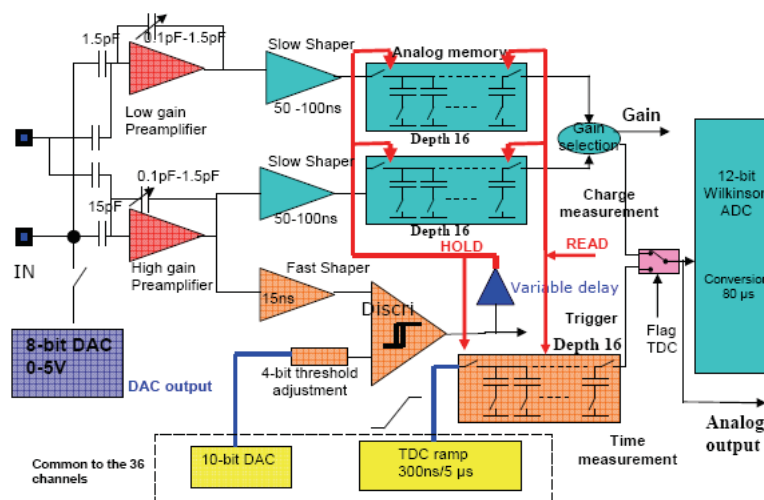 1.5pF
0.1pF-1.5pF
Slow Shaper
Analog memory
Low gain
Preamplifier
50 -100ns
Depth 16
Gain
Gain
selection
12-bit
Wilkinson
ADC
Conversion
80 µs
0.1pF-1.5pF
Slow Shaper
15pF
50-100ns
Depth 16
Charge
measurement
IN
High gain
Preamplifier
HOLD
READ
Fast Shaper
15ns
Variable delay
Discri
Trigger
Flag
TDC
8-bit DAC
0-5V
DAC output
4-bit threshold
adjustment
Depth 16
Analog
output
Time
measurement
Common to the 36
channels
10-bit DAC
TDC ramp
300ns/5 µs